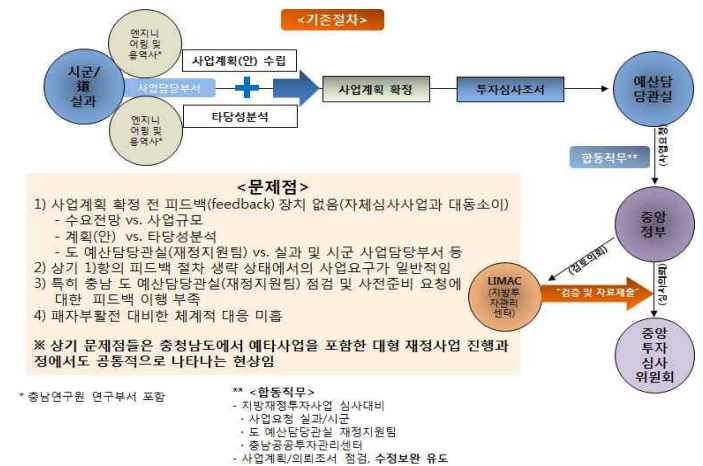 <기존절차>
엔지니
어링 및
용역사*
시군/
道
실과
사업담당부서
사업계획(안) 수립
타당성분석
엔지니
어링 및
용역사*
사업계획 확정
투자심사조서
예산담
당관실
합동직무**
(사업요청)
중앙
정부
(검토의뢰)
LIMAC
(지방투
자관리
센터)
"검증 및 자료제출"
(심사의뢰)
중앙
투자
심사
위원회
<문제점>
1) 사업계획 확정 전 피드백(feedback) 장치 없음(자체심사사업과 대동소이)
- 수요전망 vs. 사업규모
- 계획(안) vs. 타당성분석
- 도 예산담당관실(재정지원팀) vs. 실과 및 시군 사업담당부서 등
2) 상기 1)항의 피드백 절차 생략 상태에서의 사업요구가 일반적임
3) 특히 충남 도 예산담당관실(재정지원팀) 점검 및 사전준비 요청에
대한 피드백 이행 부족
4) 패자부활전 대비한 체계적 대응 미흡
※ 상기 문제점들은 충청남도에서 예타사업을 포함한 대형 재정사업 진행과
정에서도 공통적으로 나타나는 현상임
* 충남연구원 연구부서 포함
** <합동직무>
- 지방재정투자사업 심사대비
· 사업요청 실과/시군
· 도 예산담당관실 재정지원팀
· 충남공공투자관리센터
- 사업계획/의뢰조서 점검, 수정보완 유도